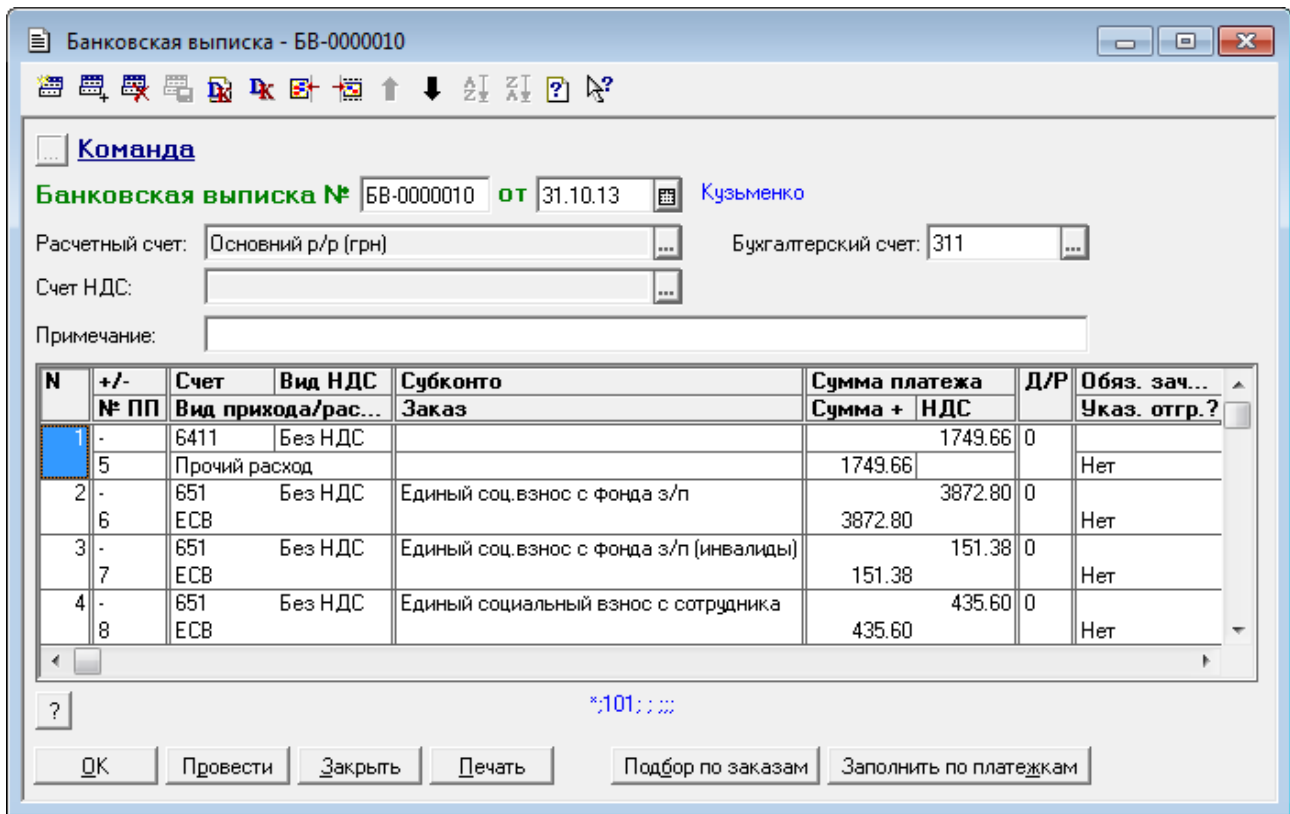 Банковская выписка - БВ-0000010
... Команда
Банковская выписка № БВ-0000010 от 31.10.13 Кузьменко
Расчетный счет: Основний р/р (грн) ... Бухгалтерский счет: 311 ...
Счет НДС: ...
Примечание:
N +/- Счет Вид НДС Субконто Сумма платежа Д/Р Обяз. зач...
№ ПП Вид прихода/рас... Заказ Сумма + НДС Указ. отгр.?
1 - 6411 Без НДС 1749.66 0
5 Прочий расход 1749.66 Нет
2 - 651 Без НДС Единый соц.взнос с фонда з/п 3872.80 0
6 ЕСВ 3872.80 Нет
3 - 651 Без НДС Единый соц.взнос с фонда з/п (инвалиды) 151.38 0
7 ЕСВ 151.38 Нет
4 - 651 Без НДС Единый социальный взнос с сотрудника 435.60 0
8 ЕСВ 435.60 Нет
? *;101; ; ;;;
OK Провести Закрыть Печать Подбор по заказам Заполнить по платежкам